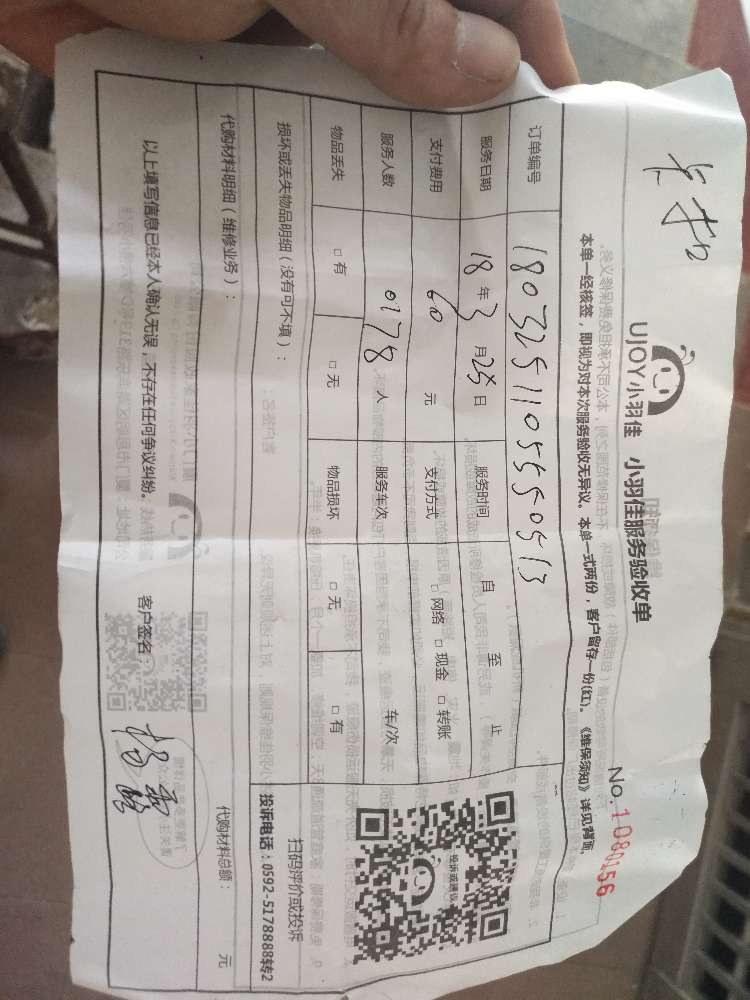 UJOY小羽佳 小羽佳服务验收单
No.1080156
本单一经核签，即视为对本次服务验收无异议。本单一式两份，客户留存一份(红)。《维保须知》详见背面。
订单编号 18032511055550513
服务日期 18年3月25日 服务时间 自 至 止
支付费用 60 元 支付方式 □网络 □现金 □转账
服务人数 0178 人 服务车次 车/次
物品丢失 □有 □无 物品损坏 □无 □有
投诉或建议
扫码评价或投诉
投诉电话：0592-5178888转2
损坏或丢失物品明细（没有可不填）：
代购材料明细（维修业务）： 代购材料总额： 元
以上填写信息已经本人确认无误，不存在任何争议纠纷。 客户签名：